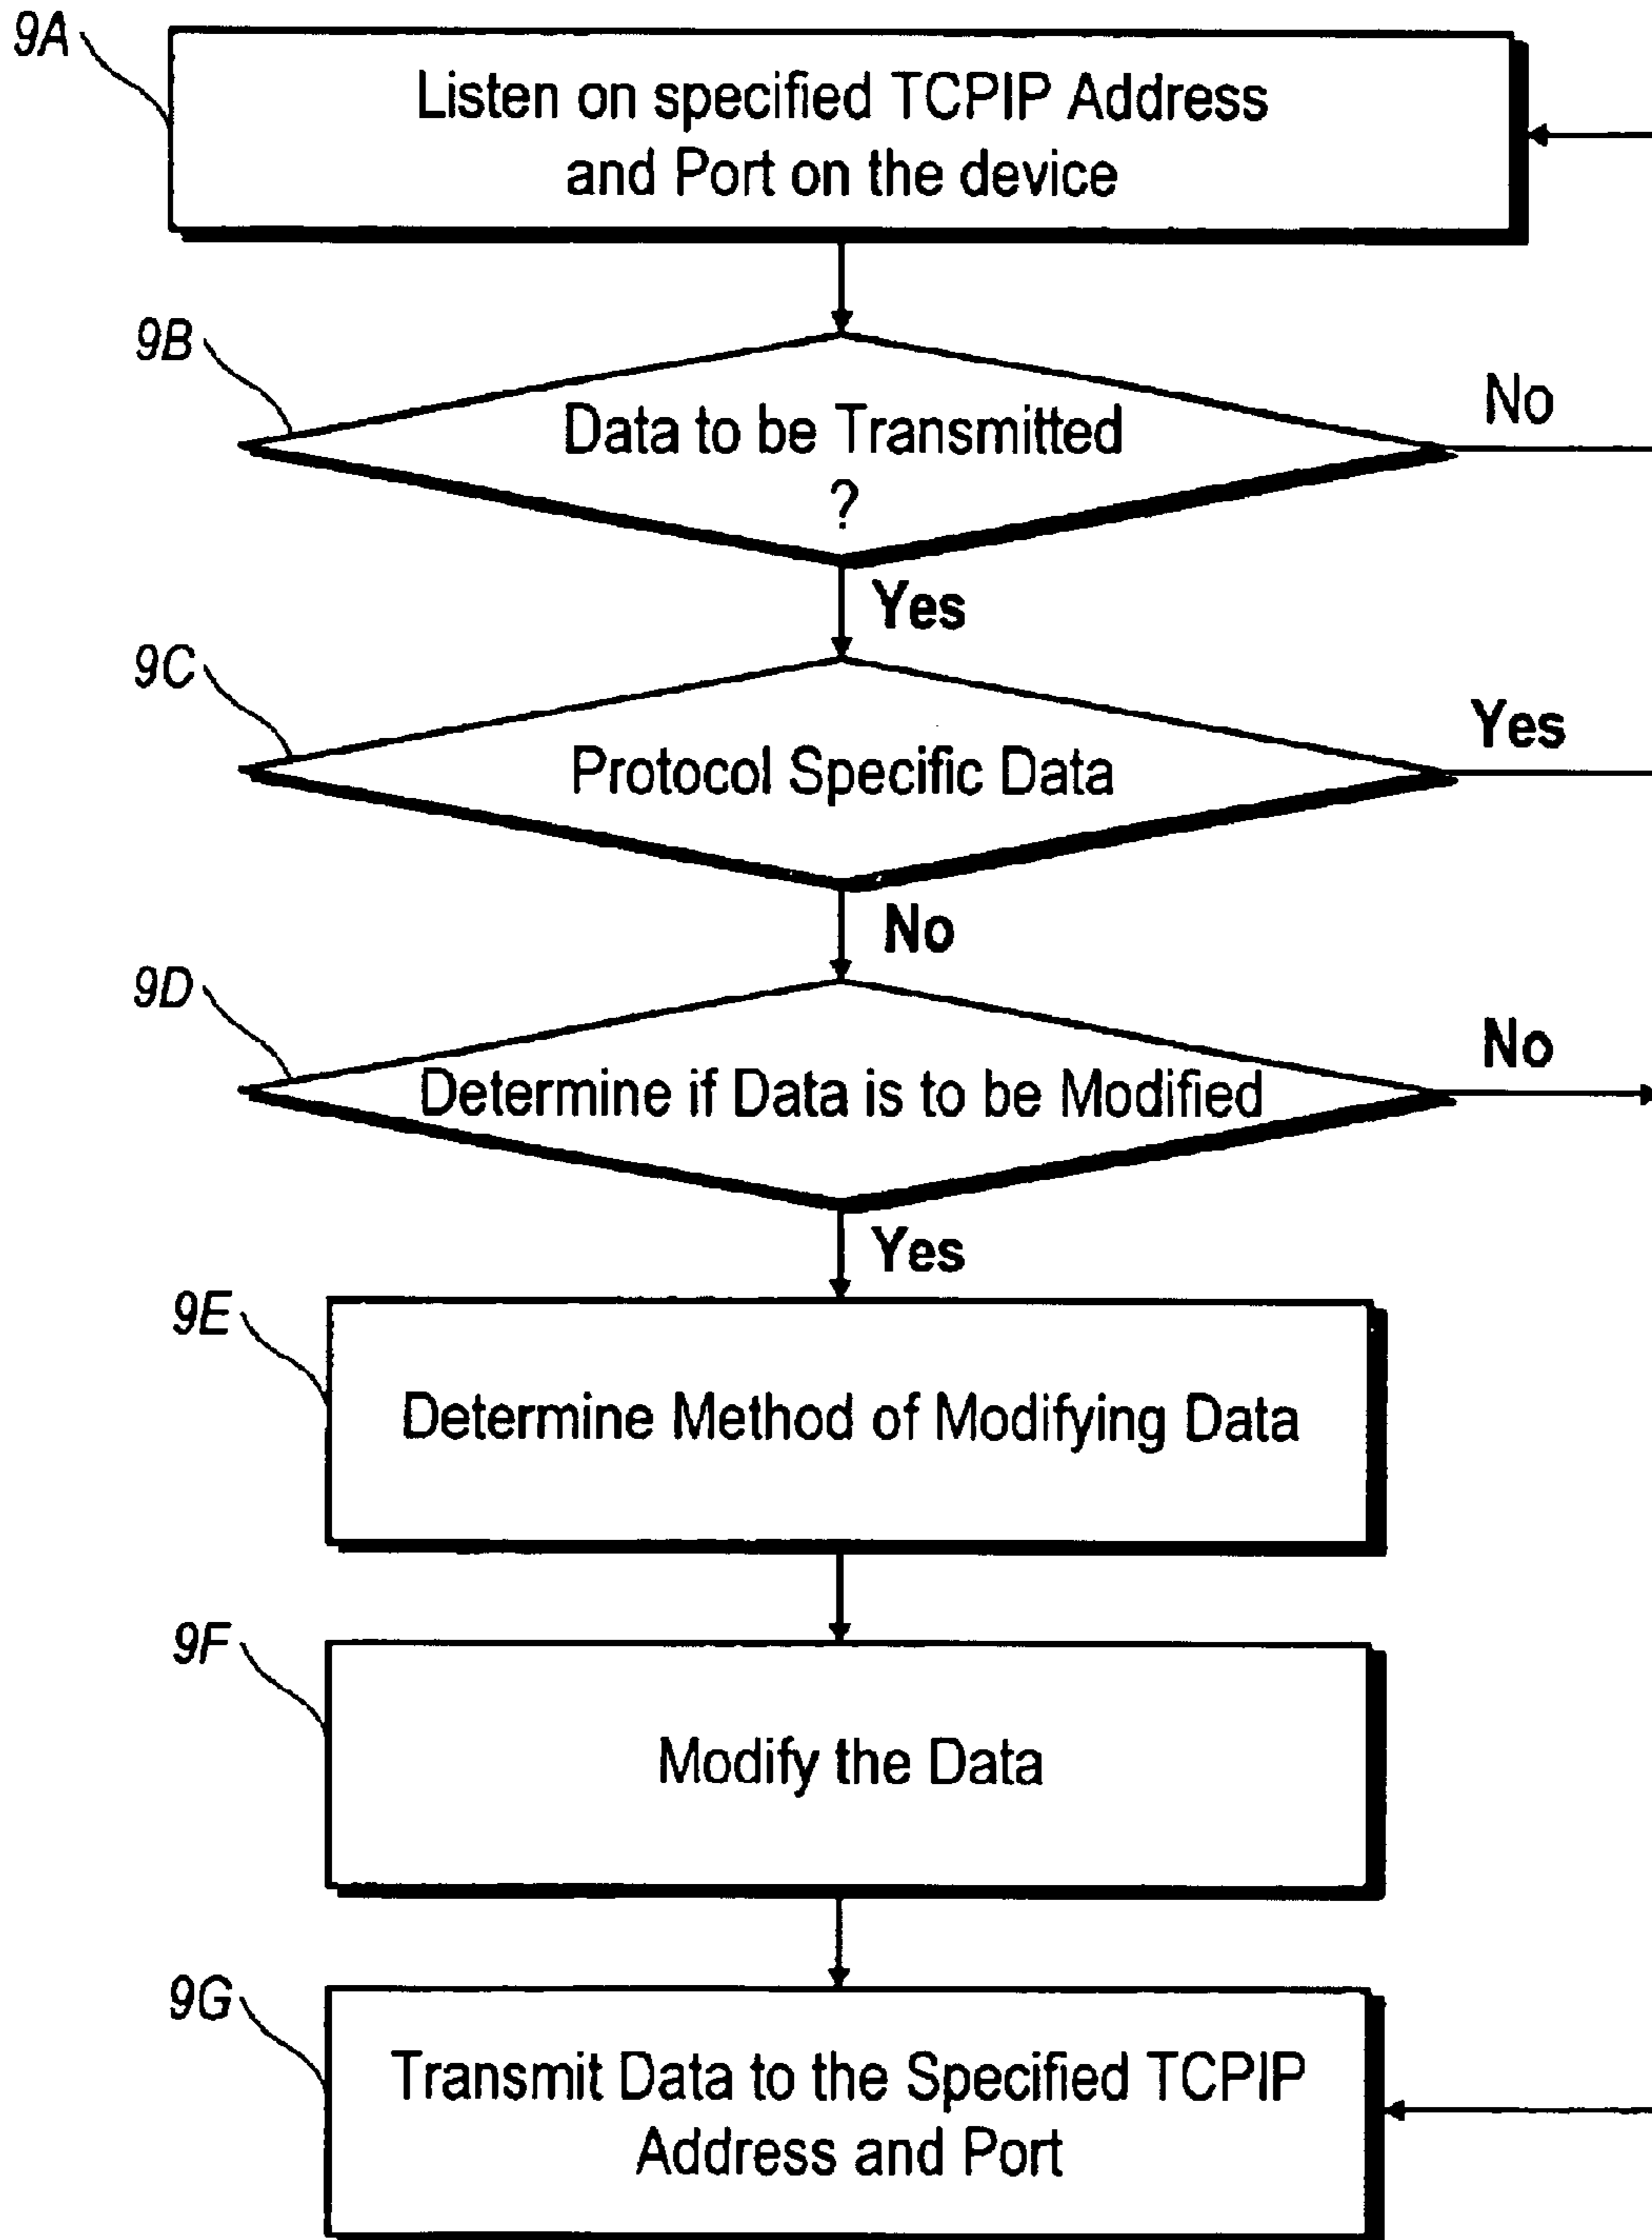 9A
Listen on specified TCPIP Address
and Port on the device
9B
Data to be Transmitted
?
No
Yes
9C
Protocol Specific Data
Yes
No
9D
Determine if Data is to be Modified
No
Yes
9E
Determine Method of Modifying Data
9F
Modify the Data
9G
Transmit Data to the Specified TCPIP
Address and Port